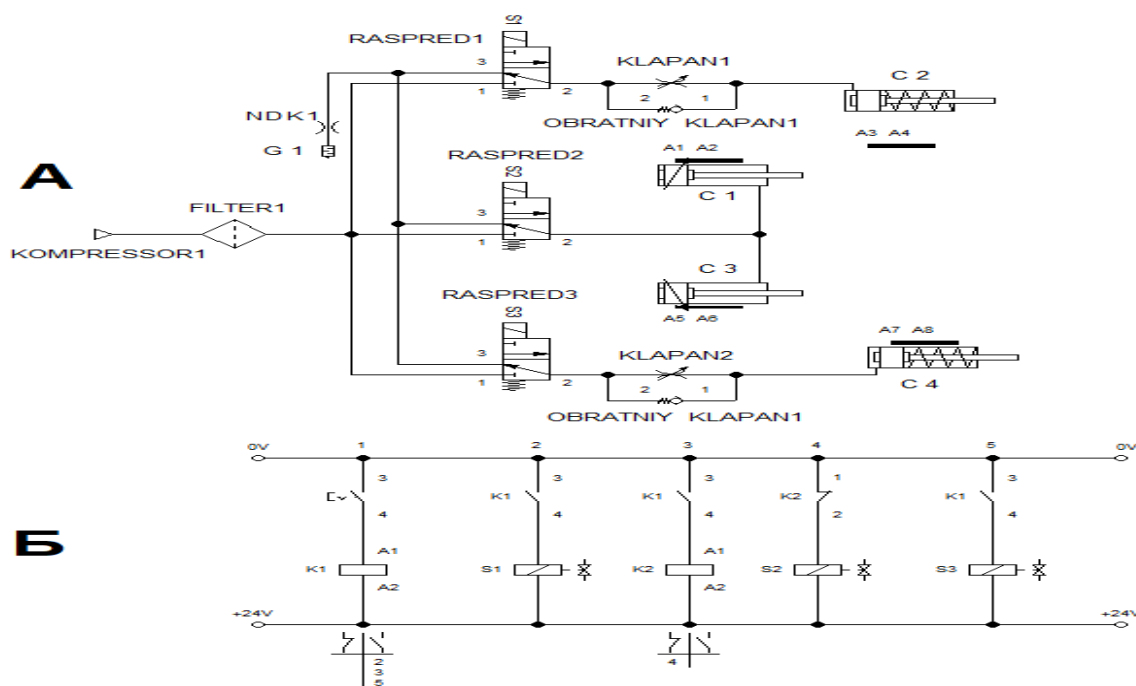 S1
RASPRED1
3
1
2
KLAPAN1
2
1
OBRATNIY KLAPAN1
C 2
A3 A4
NDK1
G 1
А
RASPRED2
S2
3
1
2
A1 A2
C 1
FILTER1
KOMPRESSOR1
RASPRED3
S3
3
1
2
C 3
A5 A6
KLAPAN2
2
1
OBRATNIY KLAPAN1
A7 A8
C 4
Б
0V 1 2 3 4 5 0V
3 3 3 1 3
K1 K1 K2 K1
4 4 4 2 4
A1 A1
K1 S1 K2 S2 S3
A2 A2
+24V +24V
2 4
3
5